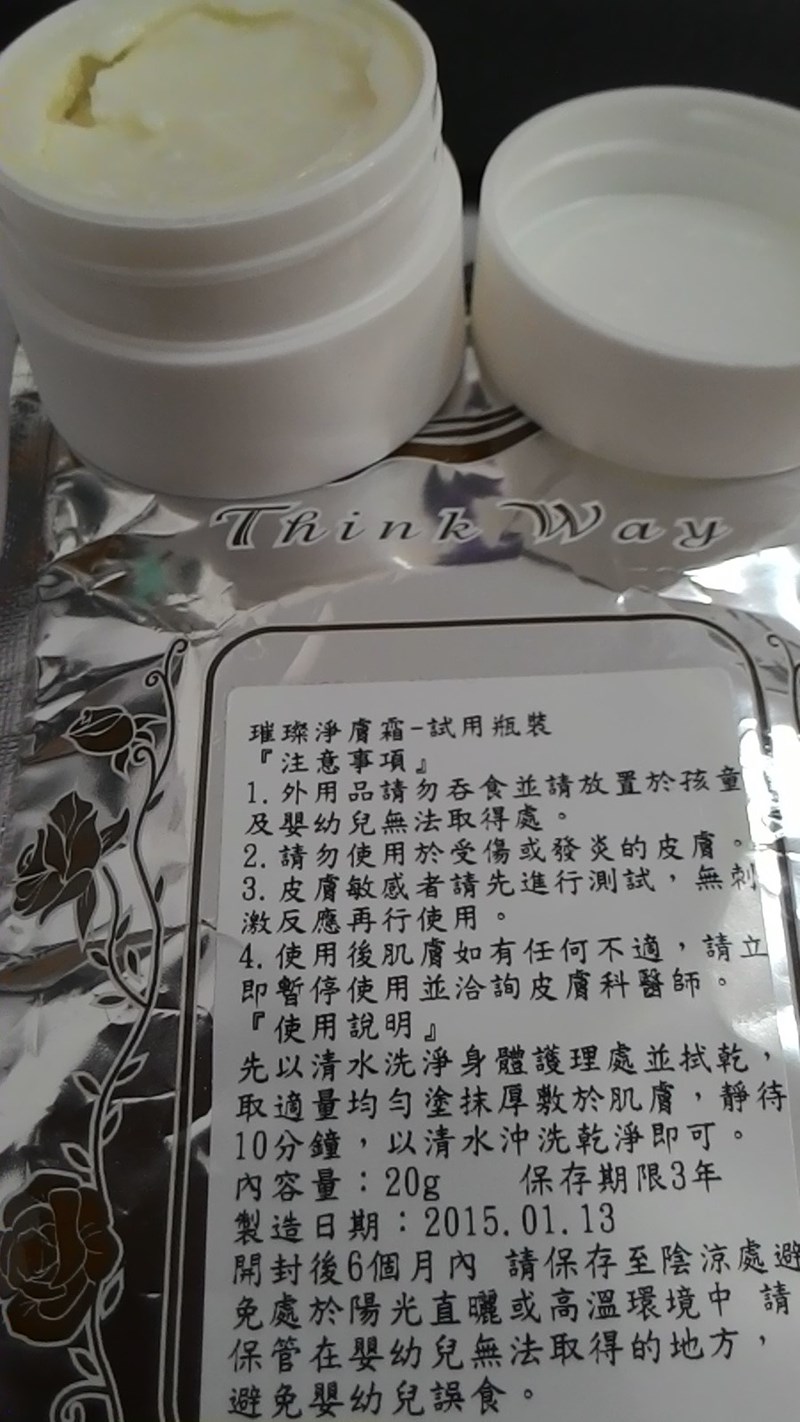 Think Way
璀璨淨膚霜-試用瓶裝
『注意事項』
1.外用品請勿吞食並請放置於孩童
及嬰幼兒無法取得處。
2.請勿使用於受傷或發炎的皮膚。
3.皮膚敏感者請先進行測試，無刺
激反應再行使用。
4.使用後肌膚如有任何不適，請立
即暫停使用並洽詢皮膚科醫師。
『使用說明』
先以清水洗淨身體護理處並拭乾，
取適量均勻塗抹厚敷於肌膚，靜待
10分鐘，以清水沖洗乾淨即可。
內容量：20g 保存期限3年
製造日期：2015.01.13
開封後6個月內 請保存至陰涼處避
免處於陽光直曬或高溫環境中 請
保管在嬰幼兒無法取得的地方，
避免嬰幼兒誤食。